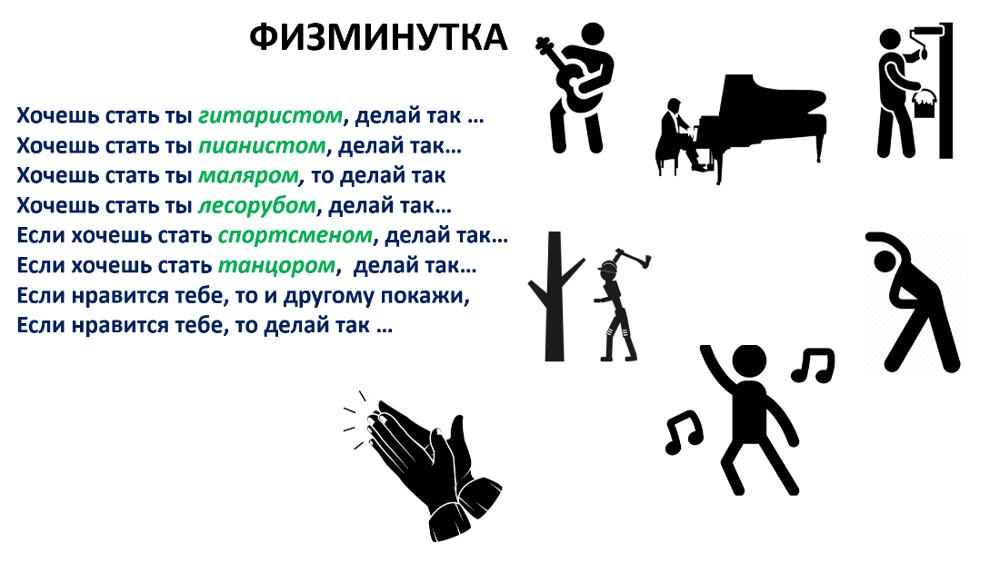 ФИЗМИНУТКА
Хочешь стать ты гитаристом, делай так …
Хочешь стать ты пианистом, делай так…
Хочешь стать ты маляром, то делай так
Хочешь стать ты лесорубом, делай так…
Если хочешь стать спортсменом, делай так…
Если хочешь стать танцором, делай так…
Если нравится тебе, то и другому покажи,
Если нравится тебе, то делай так …